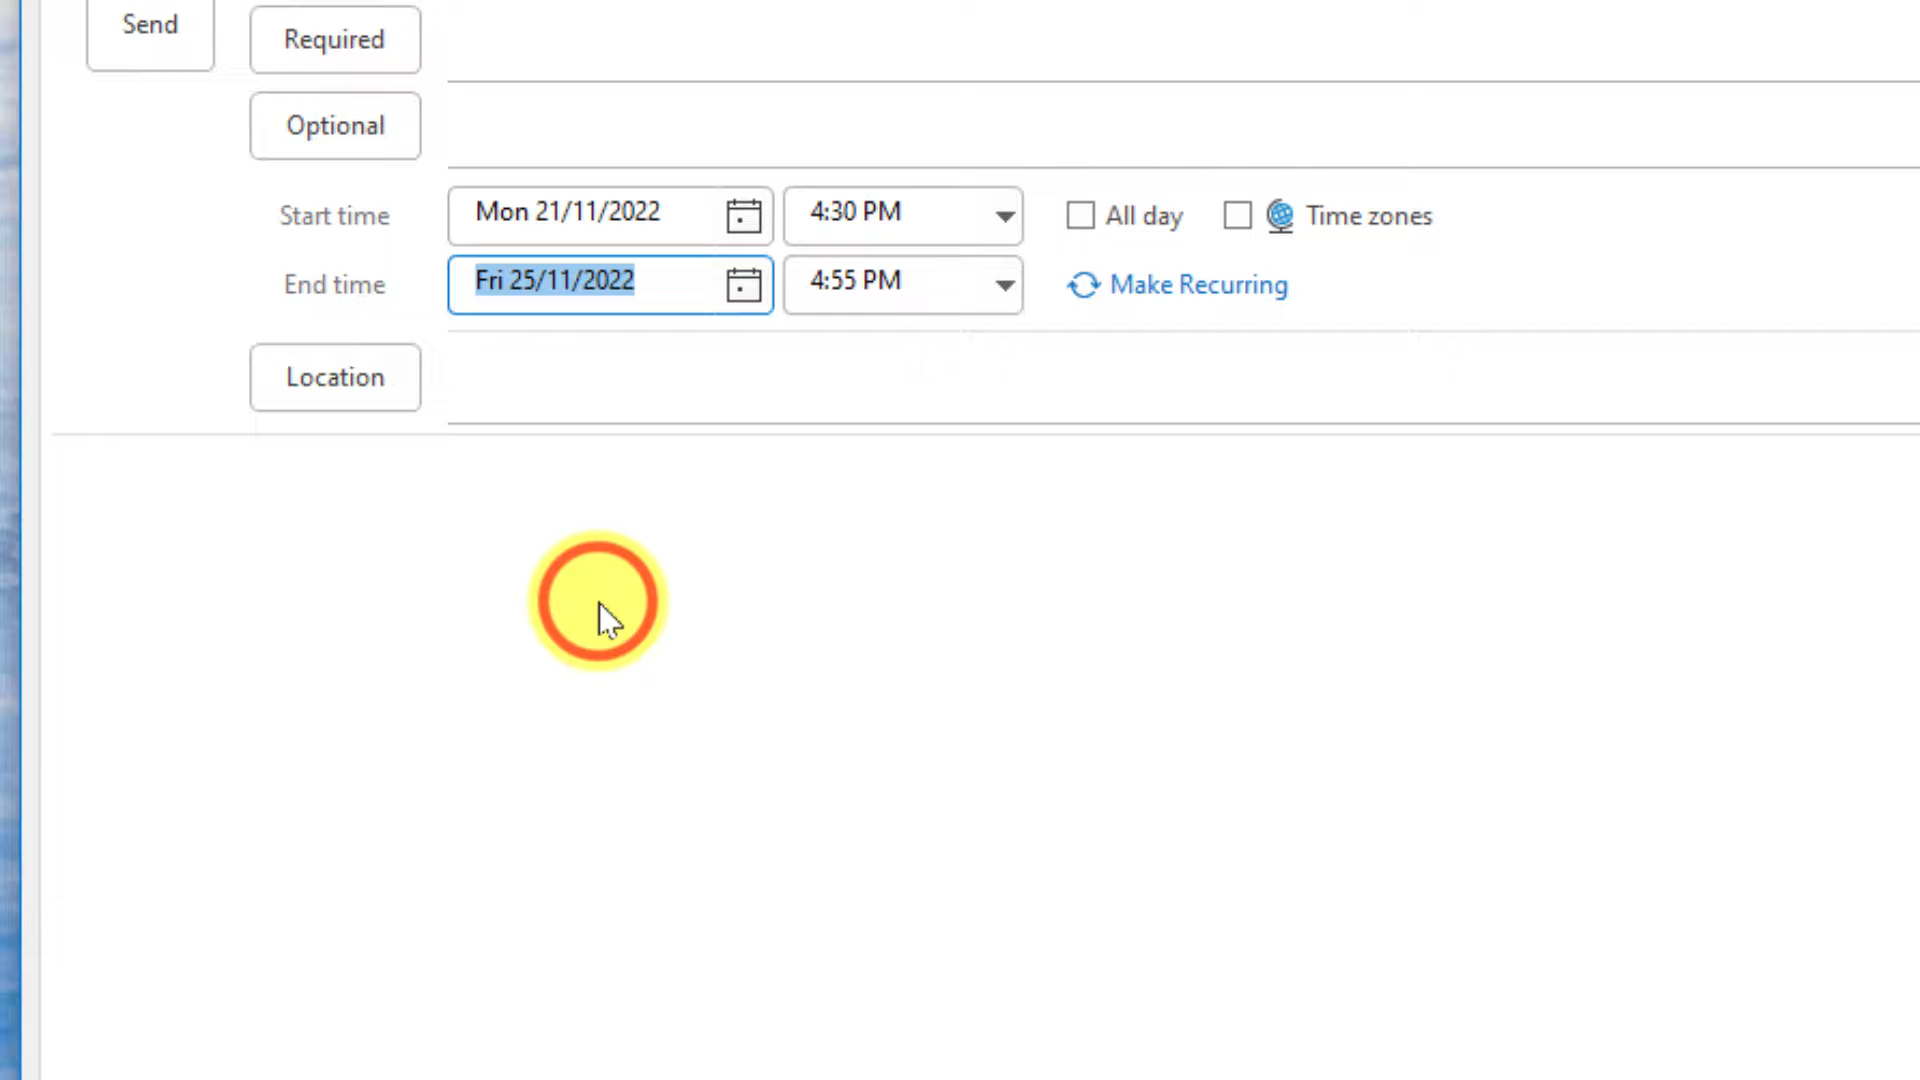 Send
Required
Optional
Start time Mon 21/11/2022 4:30 PM All day Time zones
End time Fri 25/11/2022 4:55 PM Make Recurring
Location